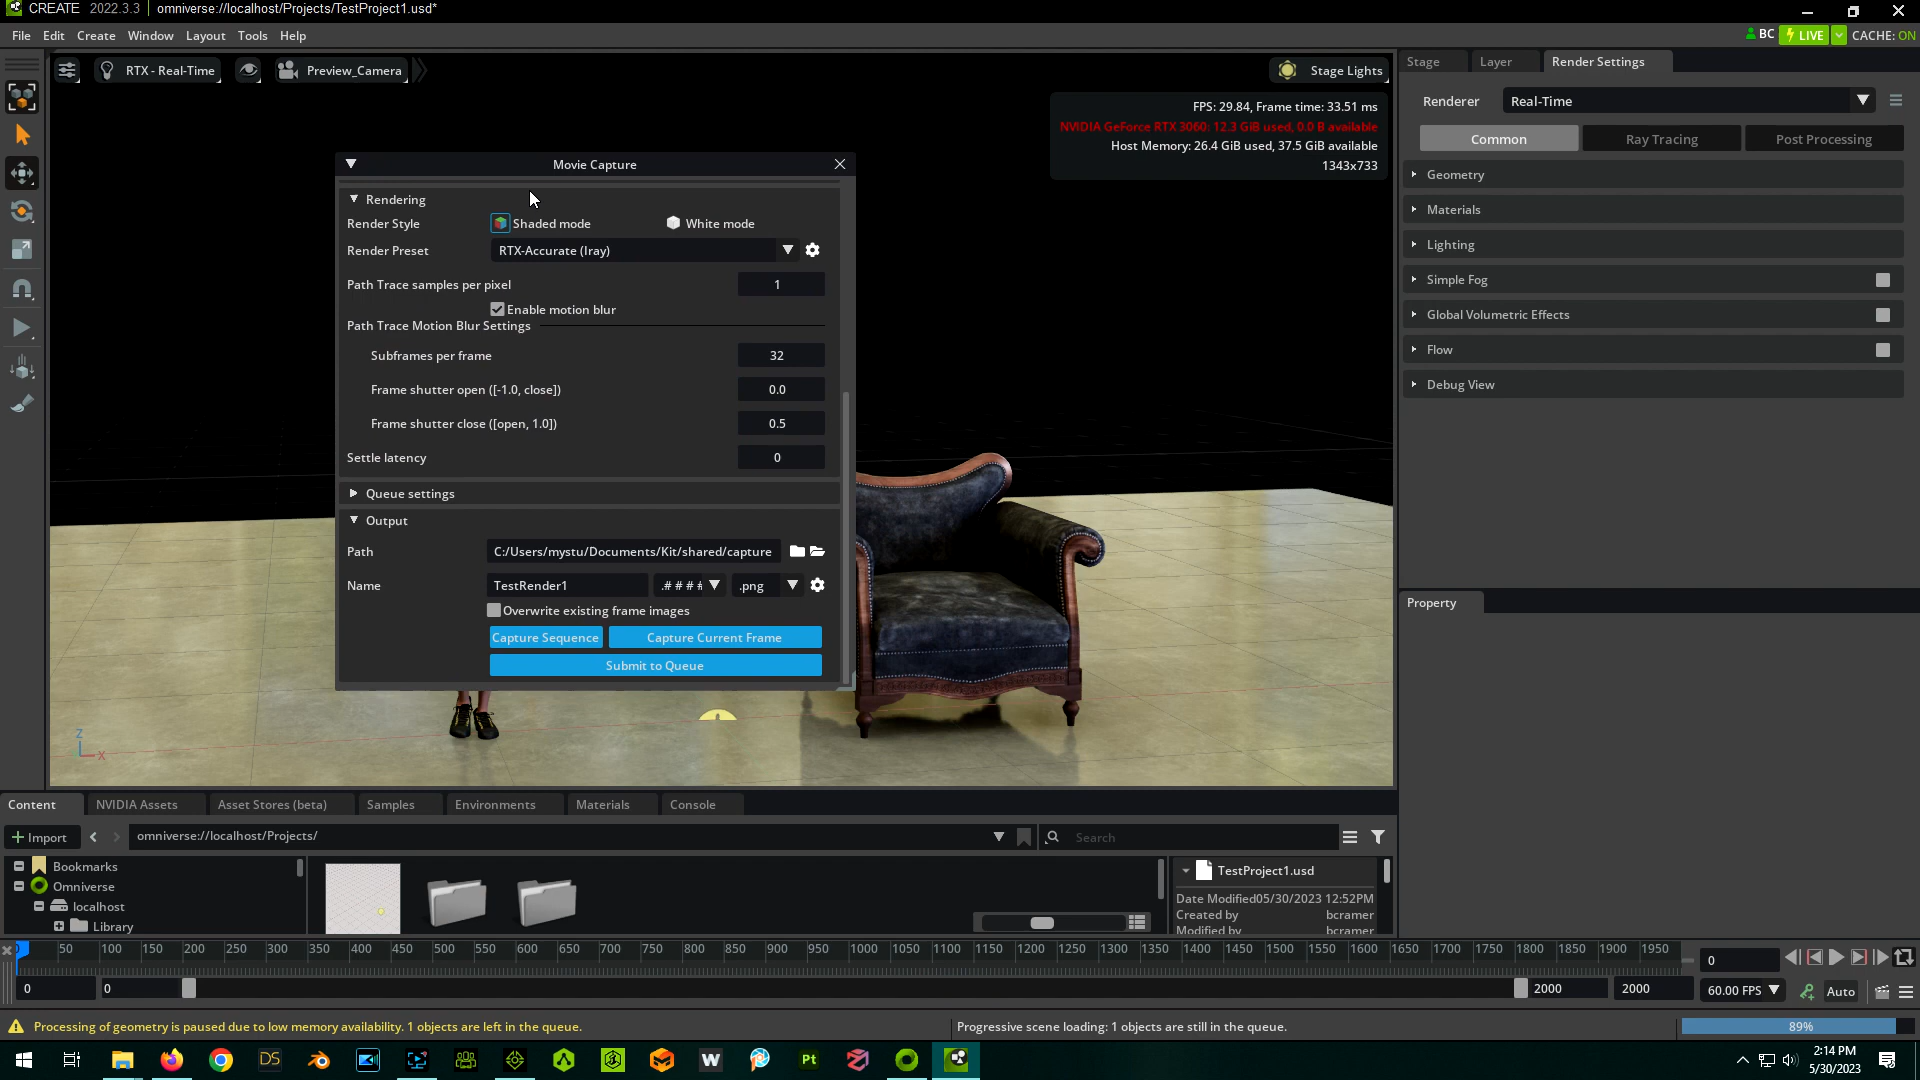 CREATE 2022.3.3 omniverse://localhost/Projects/TestProject1.usd*
File Edit Create Window Layout Tools Help
BC LIVE CACHE: ON
RTX - Real-Time Preview_Camera Stage Lights
FPS: 29.84, Frame time: 33.51 ms
NVIDIA GeForce RTX 3060: 12.3 GiB used, 0.0 B available
Host Memory: 26.4 GiB used, 37.5 GiB available
1343x733
Stage Layer Render Settings
Renderer Real-Time
Common Ray Tracing Post Processing
Geometry
Materials
Lighting
Simple Fog
Global Volumetric Effects
Flow
Debug View
Property
Movie Capture
Rendering
Render Style Shaded mode White mode
Render Preset RTX-Accurate (Iray)
Path Trace samples per pixel 1
Enable motion blur
Path Trace Motion Blur Settings
Subframes per frame 32
Frame shutter open ([-1.0, close]) 0.0
Frame shutter close ([open, 1.0]) 0.5
Settle latency 0
Queue settings
Output
Path C:/Users/mystu/Documents/Kit/shared/capture
Name TestRender1 .#### .png
Overwrite existing frame images
Capture Sequence Capture Current Frame
Submit to Queue
Z
X
Content NVIDIA Assets Asset Stores (beta) Samples Environments Materials Console
+ Import omniverse://localhost/Projects/ Search
Bookmarks
Omniverse
localhost
Library
TestProject1.usd
Date Modified05/30/2023 12:52PM
Created by bcramer
Modified by bcramer
50 100 150 200 250 300 350 400 450 500 550 600 650 700 750 800 850 900 950 1000 1050 1100 1150 1200 1250 1300 1350 1400 1450 1500 1550 1600 1650 1700 1750 1800 1850 1900 1950
0
0 0 2000 2000 60.00 FPS Auto
Processing of geometry is paused due to low memory availability. 1 objects are left in the queue.
Progressive scene loading: 1 objects are still in the queue.
89%
DS W Pt
2:14 PM
5/30/2023